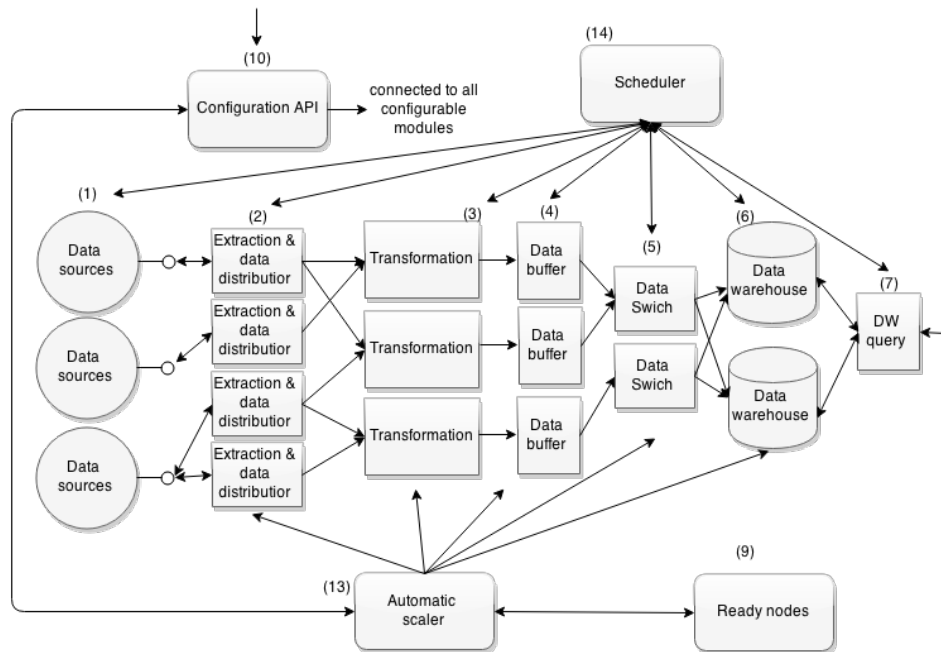 (10)
Configuration API
connected to all
configurable
modules
(14)
Scheduler
(1)
Data
sources
Data
sources
Data
sources
(2)
Extraction &
data
distributior
Extraction &
data
distributior
Extraction &
data
distributior
Extraction &
data
distributior
(3)
Transformation
Transformation
Transformation
(4)
Data
buffer
Data
buffer
Data
buffer
(5)
Data
Swich
Data
Swich
(6)
Data
warehouse
Data
warehouse
(7)
DW
query
(13)
Automatic
scaler
(9)
Ready nodes